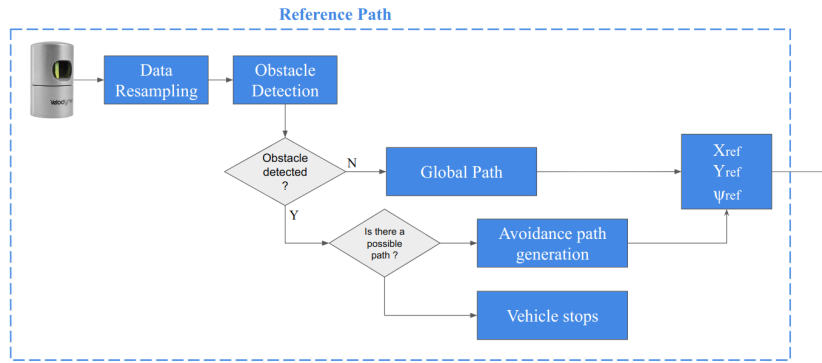 Reference Path
Velodyne
Data
Resampling
Obstacle
Detection
Obstacle
detected
?
N
Global Path
Xref
Yref
ψref
Y
Is there a
possible
path ?
Avoidance path
generation
Vehicle stops